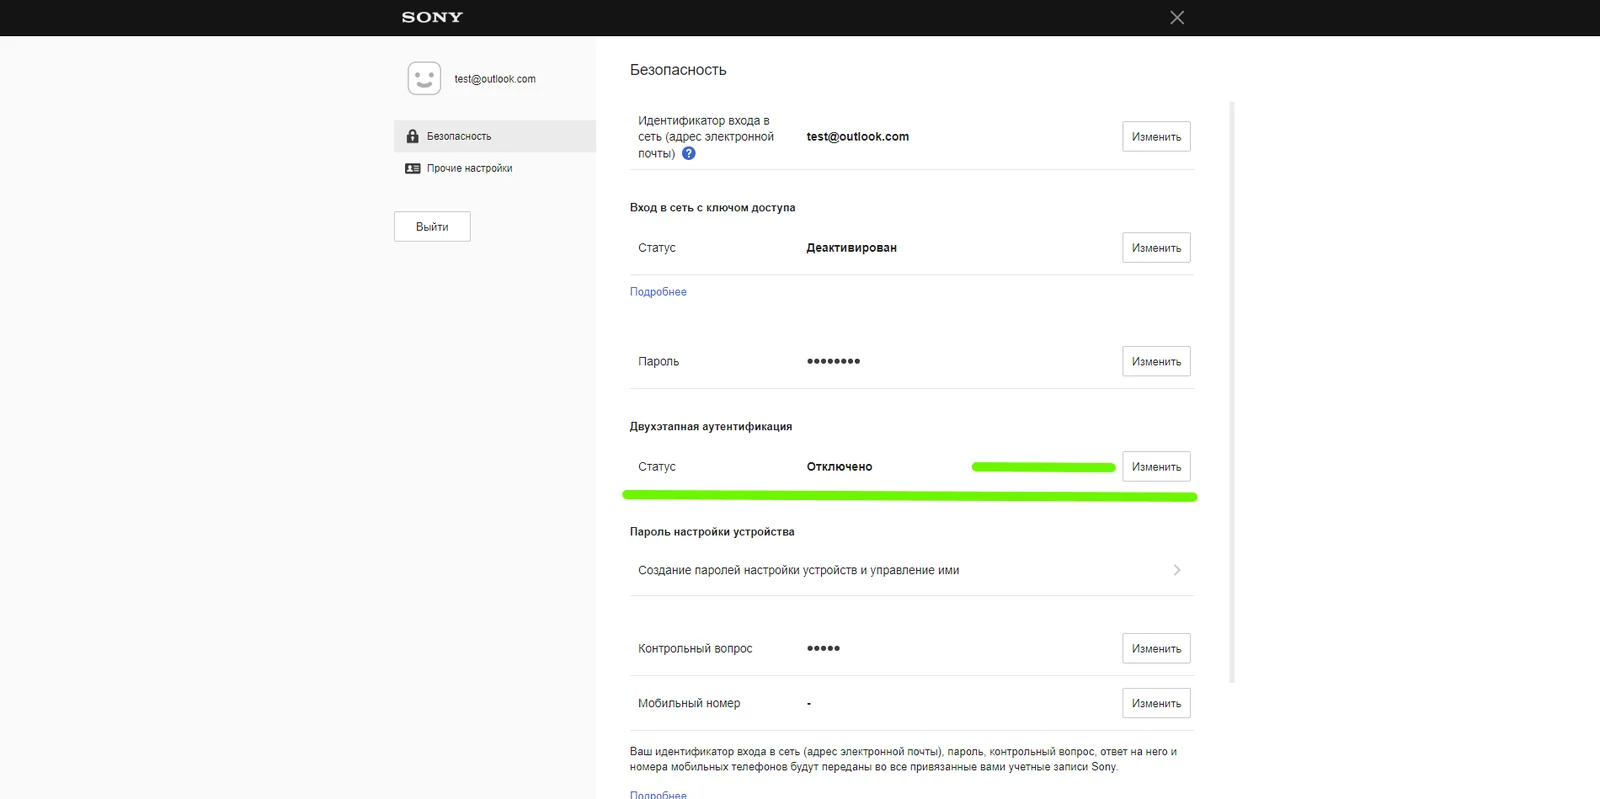 SONY
test@outlook.com
Безопасность
Прочие настройки
Выйти
Безопасность
Идентификатор входа в
сеть (адрес электронной
почты) ?
test@outlook.com
Изменить
Вход в сеть с ключом доступа
Статус
Деактивирован
Изменить
Подробнее
Пароль
••••••••
Изменить
Двухэтапная аутентификация
Статус
Отключено
Изменить
Пароль настройки устройства
Создание паролей настройки устройств и управление ими
Контрольный вопрос
•••••
Изменить
Мобильный номер
-
Изменить
Ваш идентификатор входа в сеть (адрес электронной почты), пароль, контрольный вопрос, ответ на него и
номера мобильных телефонов будут переданы во все привязанные вами учетные записи Sony.
Подробнее